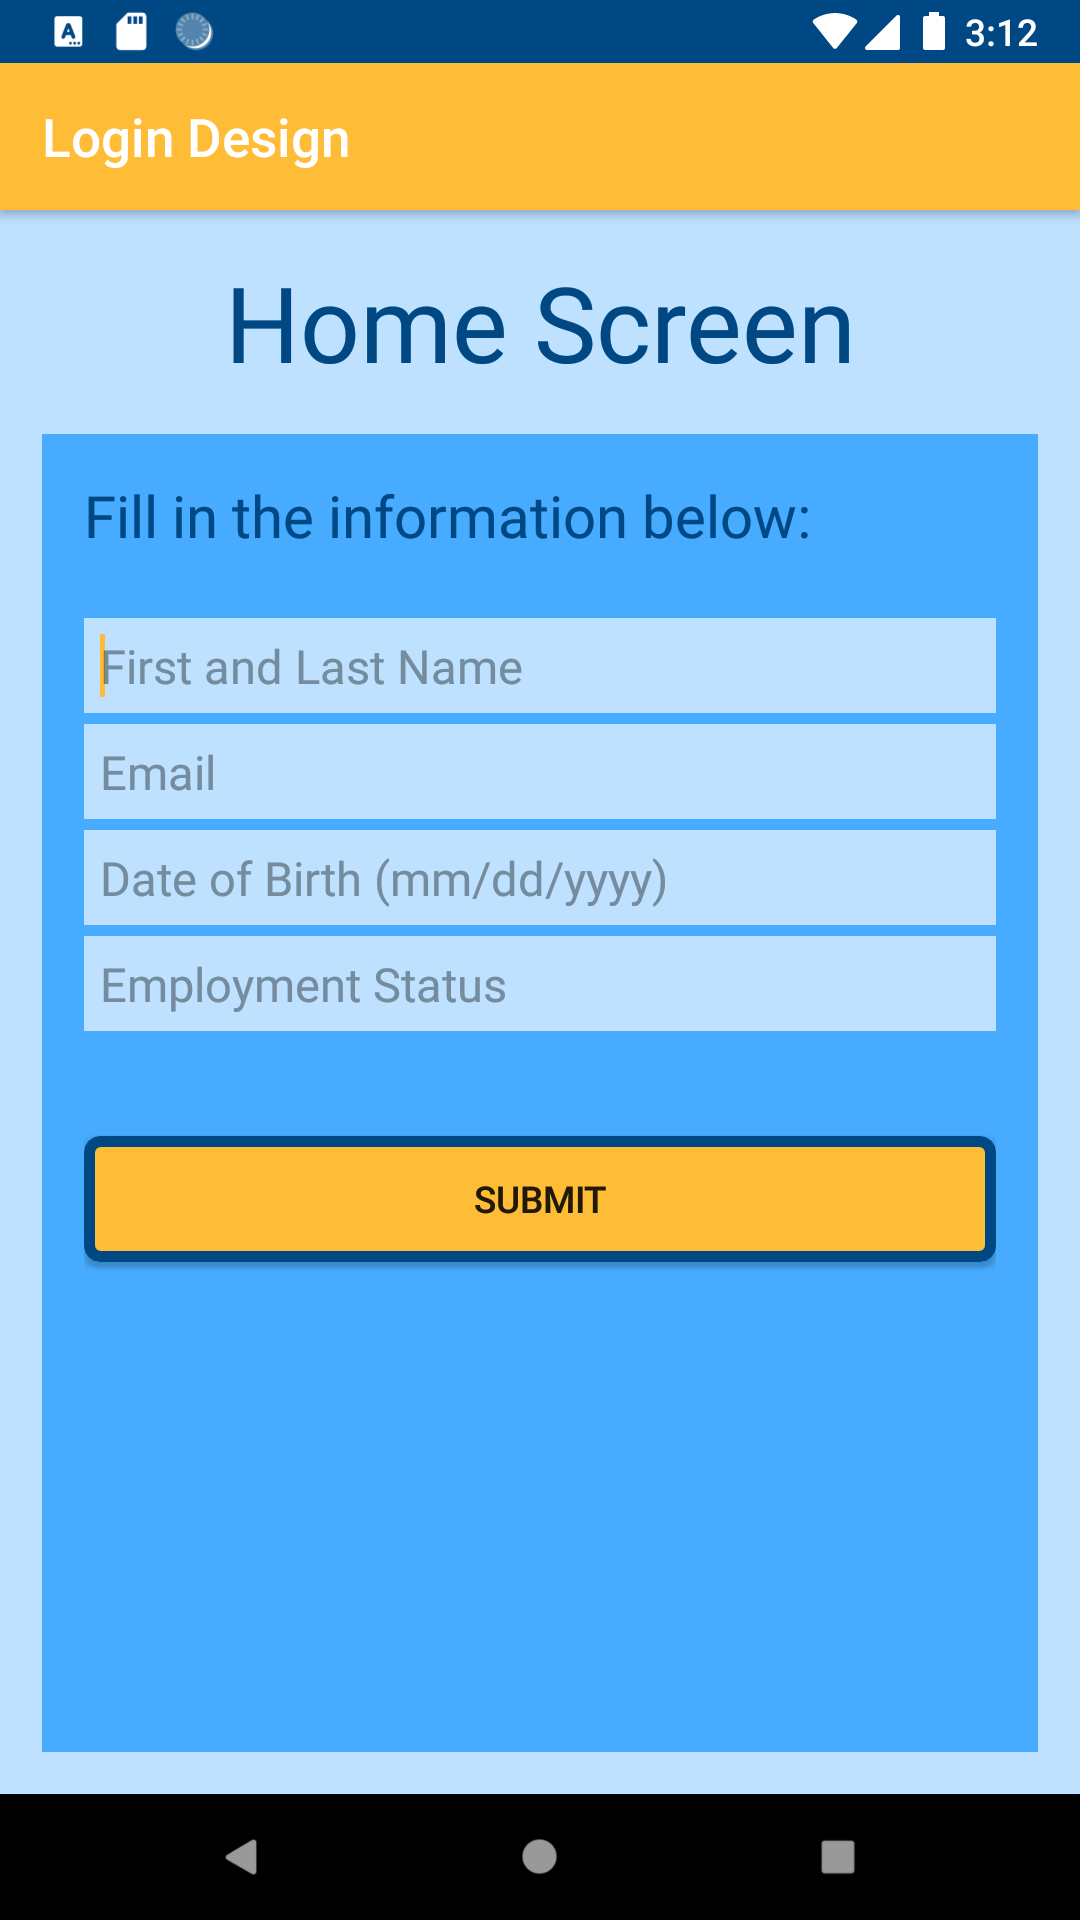 3:12
Login Design
Home Screen
Fill in the information below:
First and Last Name
Email
Date of Birth (mm/dd/yyyy)
Employment Status
SUBMIT